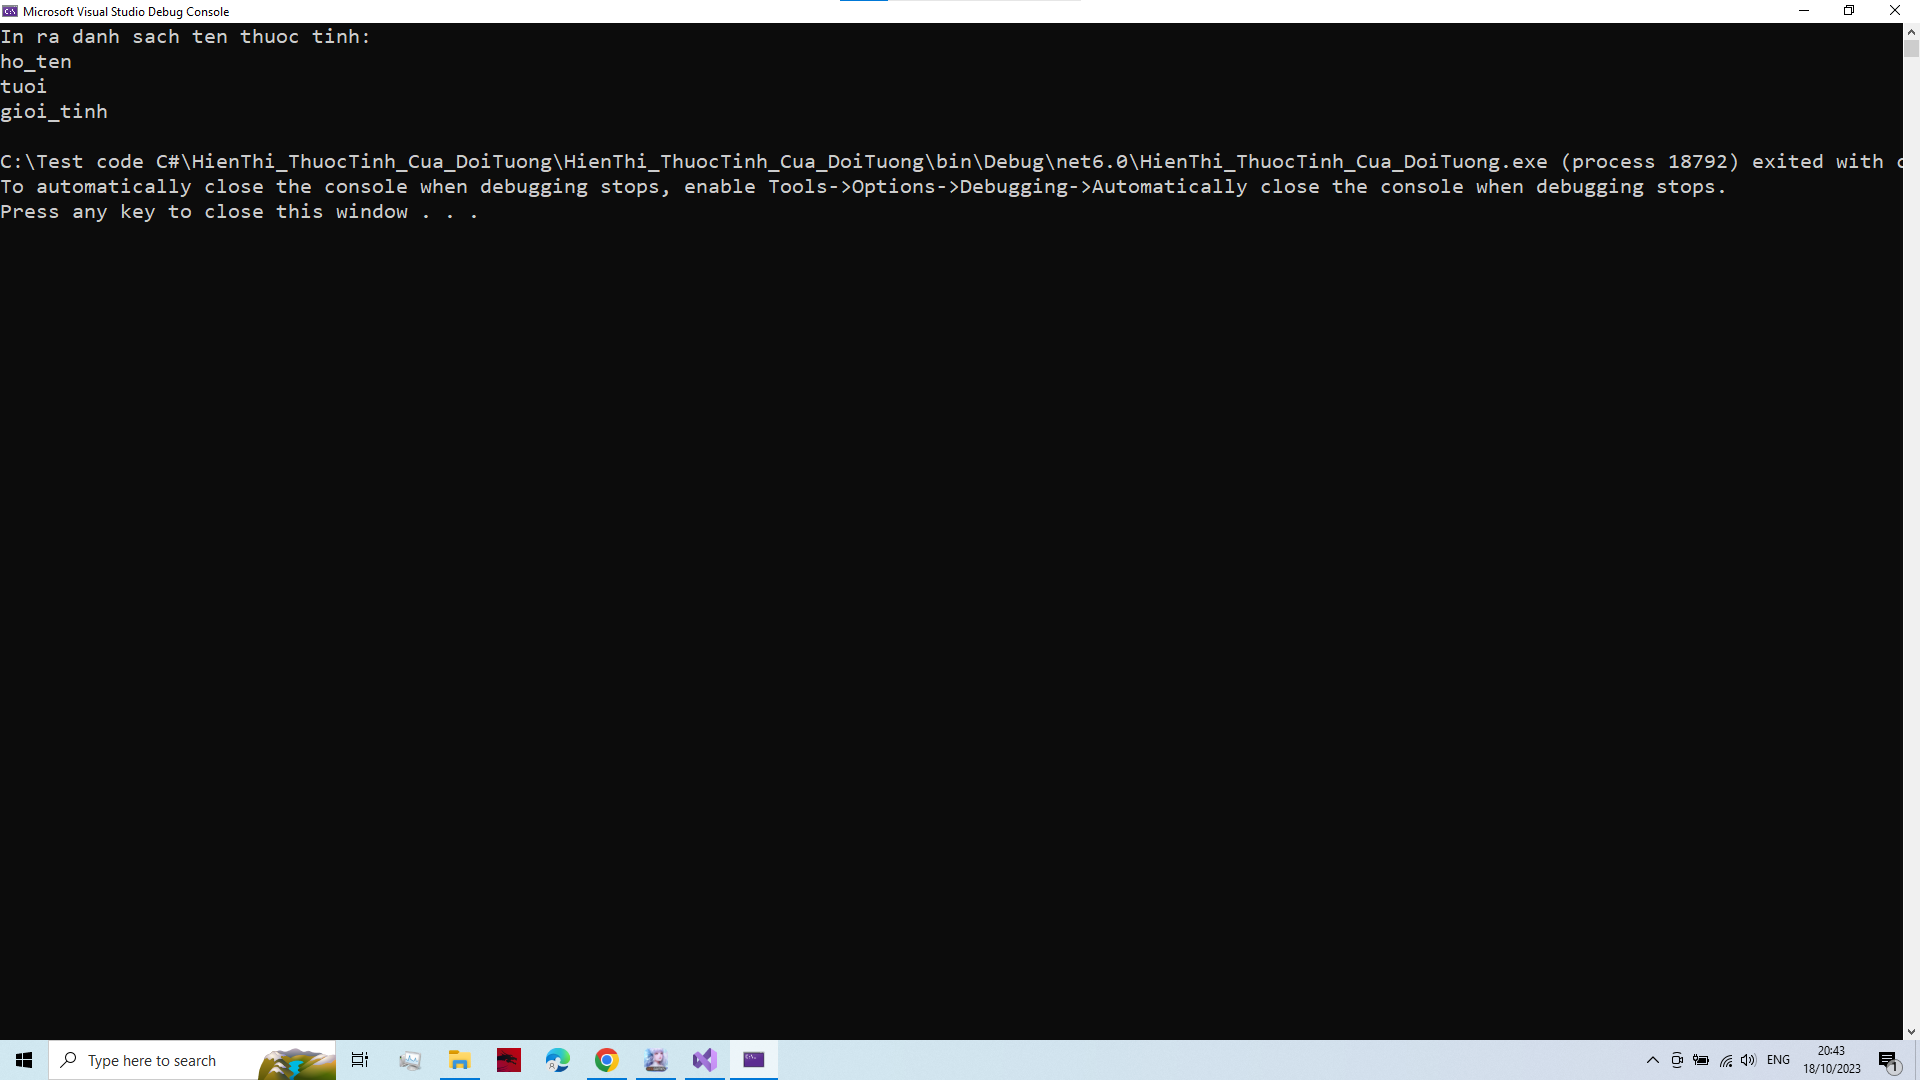 Microsoft Visual Studio Debug Console
In ra danh sach ten thuoc tinh:
ho_ten
tuoi
gioi_tinh
C:\Test code C#\HienThi_ThuocTinh_Cua_DoiTuong\HienThi_ThuocTinh_Cua_DoiTuong\bin\Debug\net6.0\HienThi_ThuocTinh_Cua_DoiTuong.exe (process 18792) exited with
To automatically close the console when debugging stops, enable Tools->Options->Debugging->Automatically close the console when debugging stops.
Press any key to close this window . . .
Type here to search
ENG
20:43
18/10/2023
1